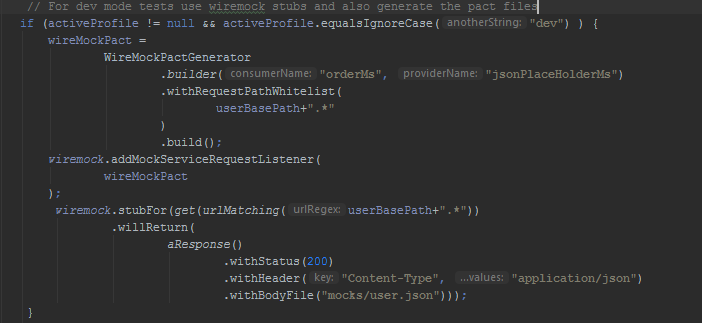 // For dev mode tests use wiremock stubs and also generate the pact files
if (activeProfile != null && activeProfile.equalsIgnoreCase( anotherString: "dev") ) {
wireMockPact =
WireMockPactGenerator
.builder( consumerName: "orderMs", providerName: "jsonPlaceHolderMs")
.withRequestPathWhitelist(
userBasePath+".*"
)
.build();
wiremock.addMockServiceRequestListener(
wireMockPact
);
wiremock.stubFor(get(urlMatching( urlRegex: userBasePath+".*"))
.willReturn(
aResponse()
.withStatus(200)
.withHeader( key: "Content-Type", ...values: "application/json")
.withBodyFile("mocks/user.json")));
}